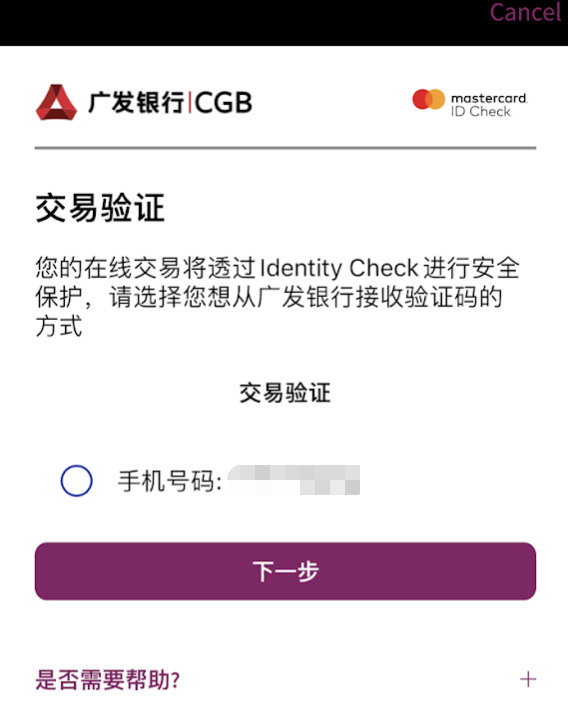 Cancel
广发银行|CGB
mastercard.
ID Check
交易验证
您的在线交易将透过Identity Check进行安全
保护，请选择您想从广发银行接收验证码的
方式
交易验证
手机号码:
下一步
是否需要帮助?